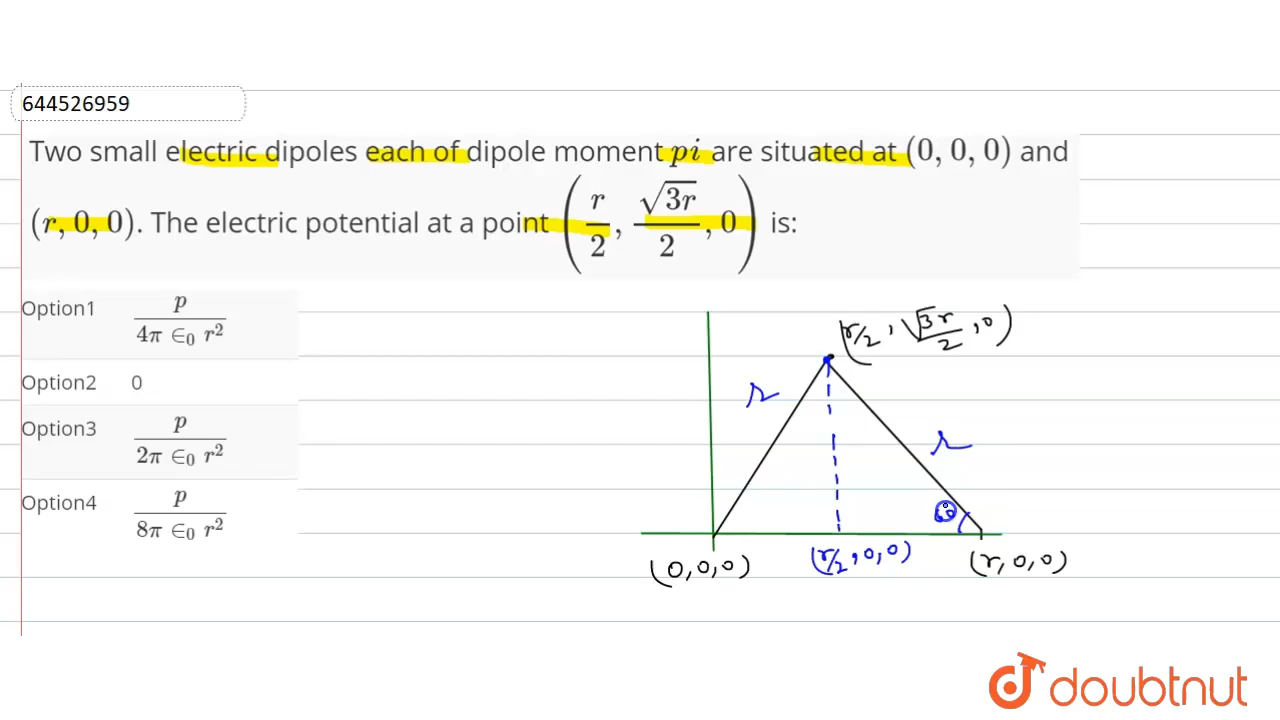 644526959
Two small electric dipoles each of dipole moment pi are situated at (0, 0, 0) and
(r, 0, 0). The electric potential at a point (r/2, √3r/2, 0) is:
Option1 p/4π ∈₀ r²
Option2 0
Option3 p/2π ∈₀ r²
Option4 p/8π ∈₀ r²
(r/2, √3r/2, 0)
r
r
60°
(0,0,0)
(r/2,0,0)
(r,0,0)
doubtnut